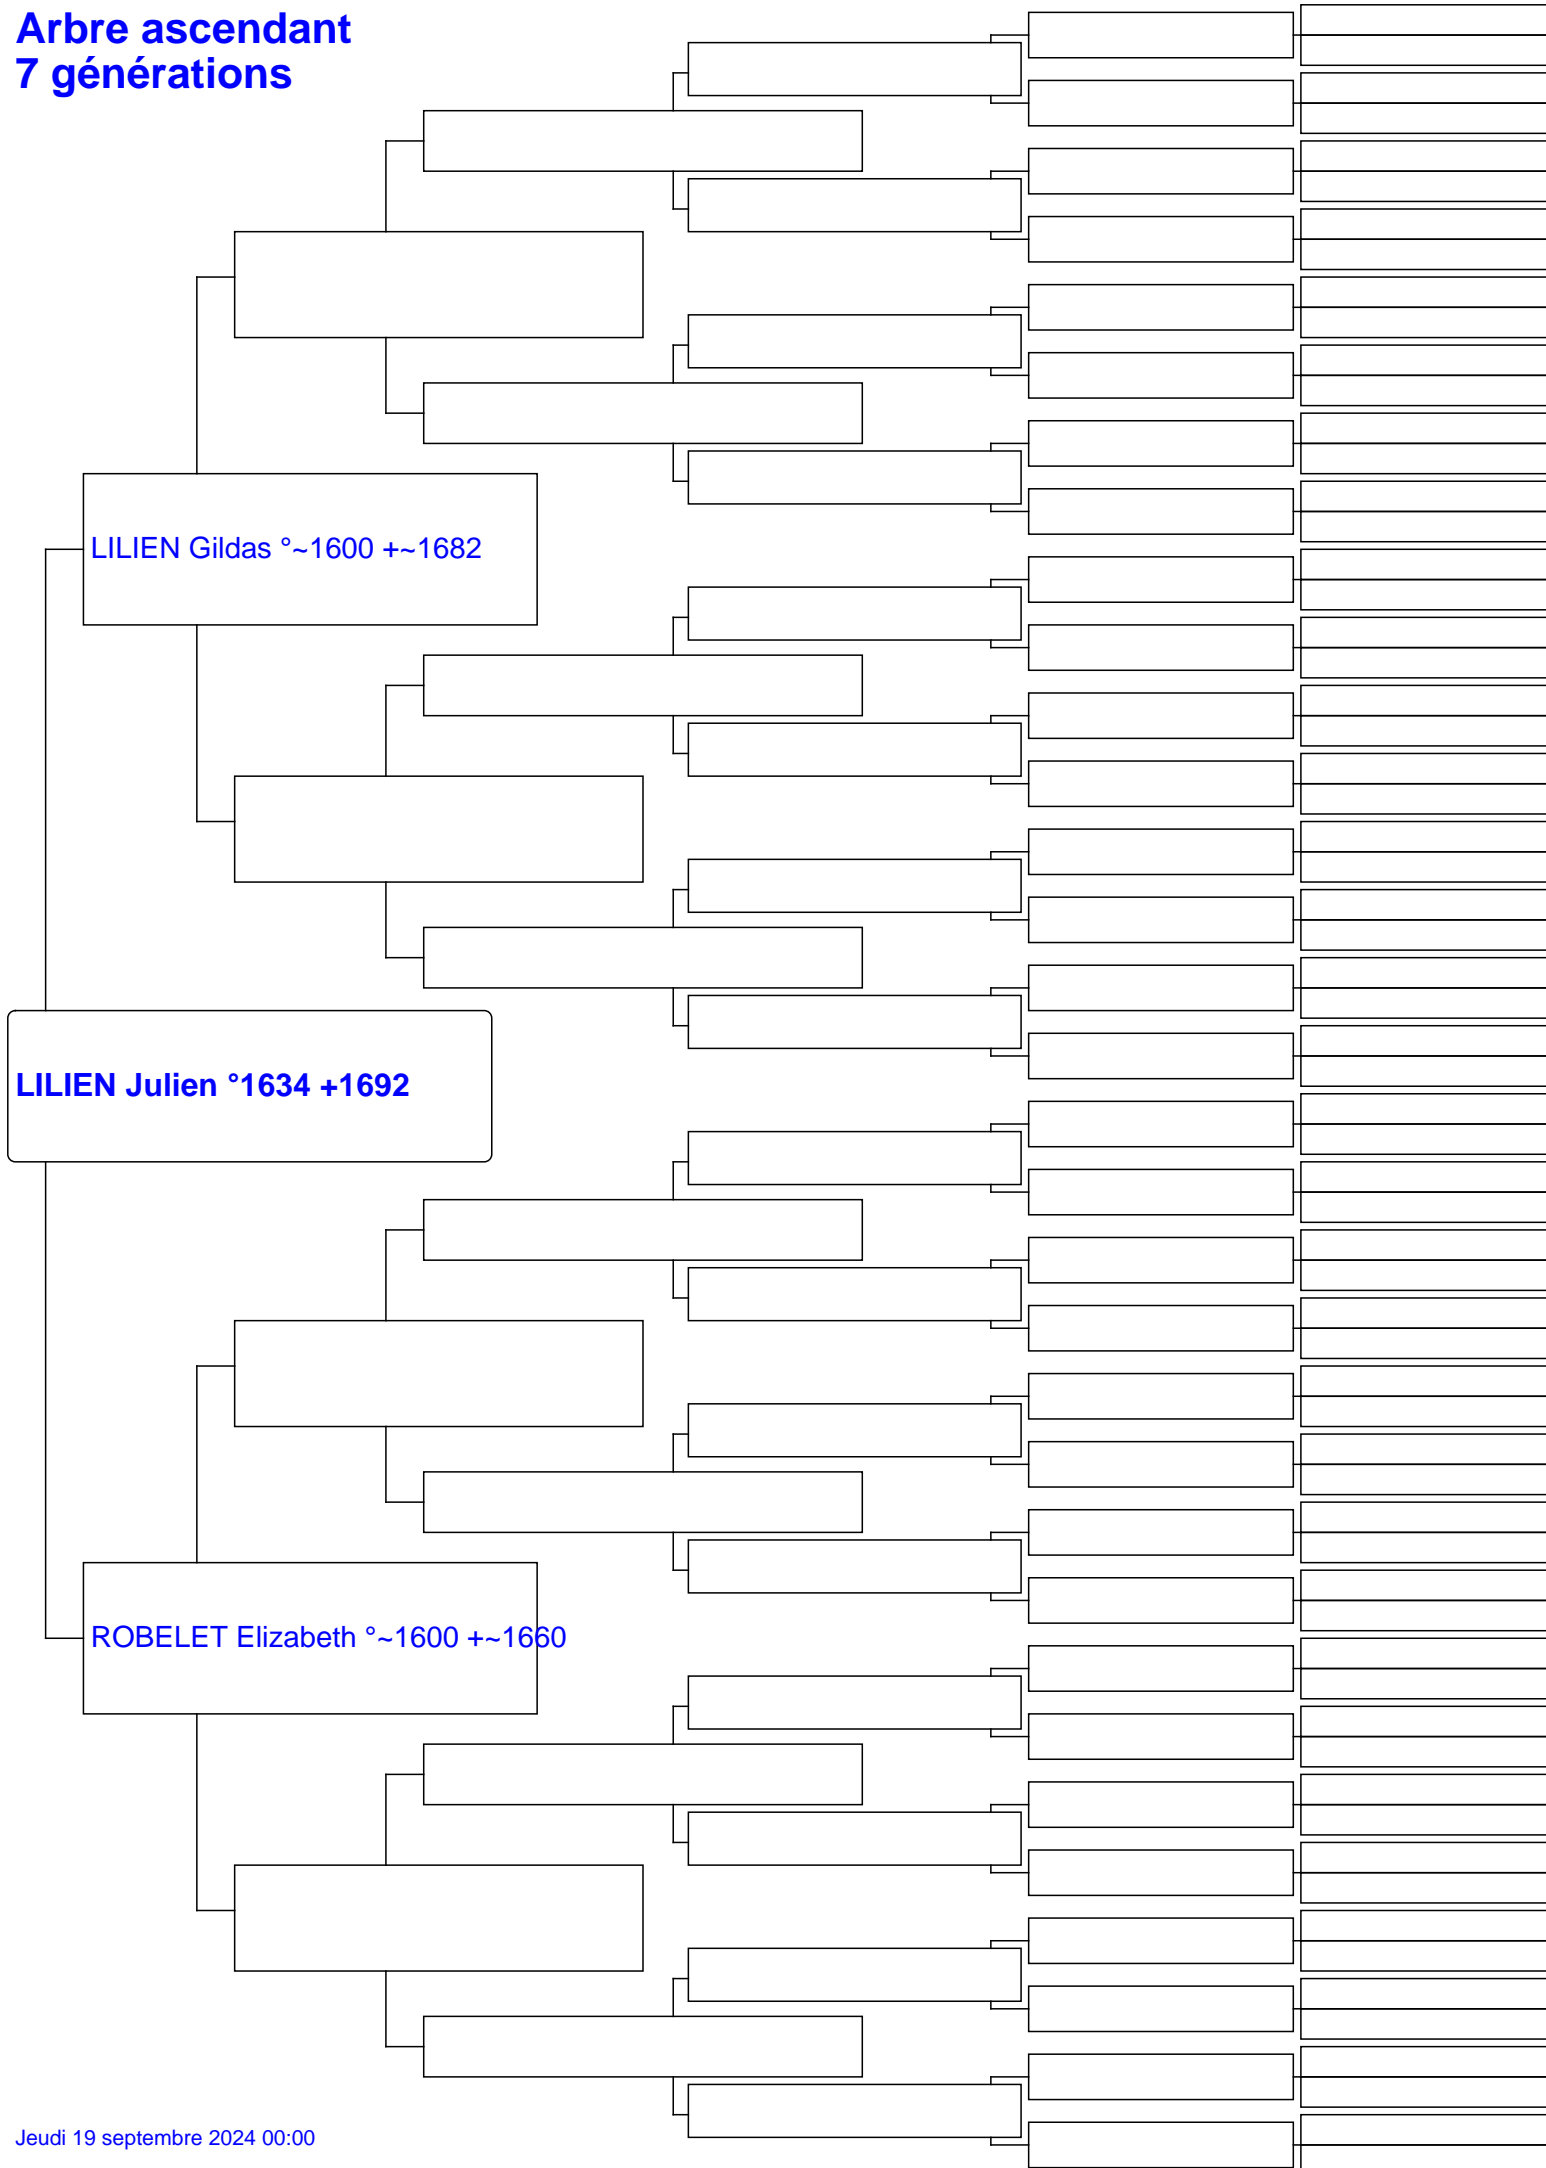 Arbre ascendant
7 générations
LILIEN Gildas °~1600 +~1682
LILIEN Julien °1634 +1692
ROBELET Elizabeth °~1600 +~1660
Jeudi 19 septembre 2024 00:00